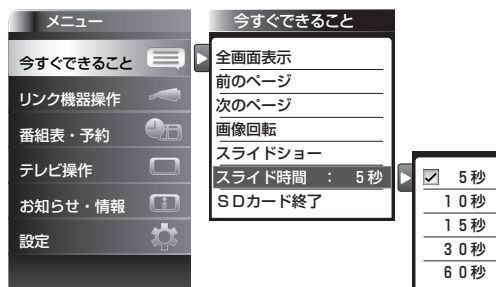 メニュー
今すぐできること
リンク機器操作
番組表・予約
テレビ操作
お知らせ・情報
設定
今すぐできること
全画面表示
前のページ
次のページ
画像回転
スライドショー
スライド時間 : 5秒
SDカード終了
5秒
10秒
15秒
30秒
60秒